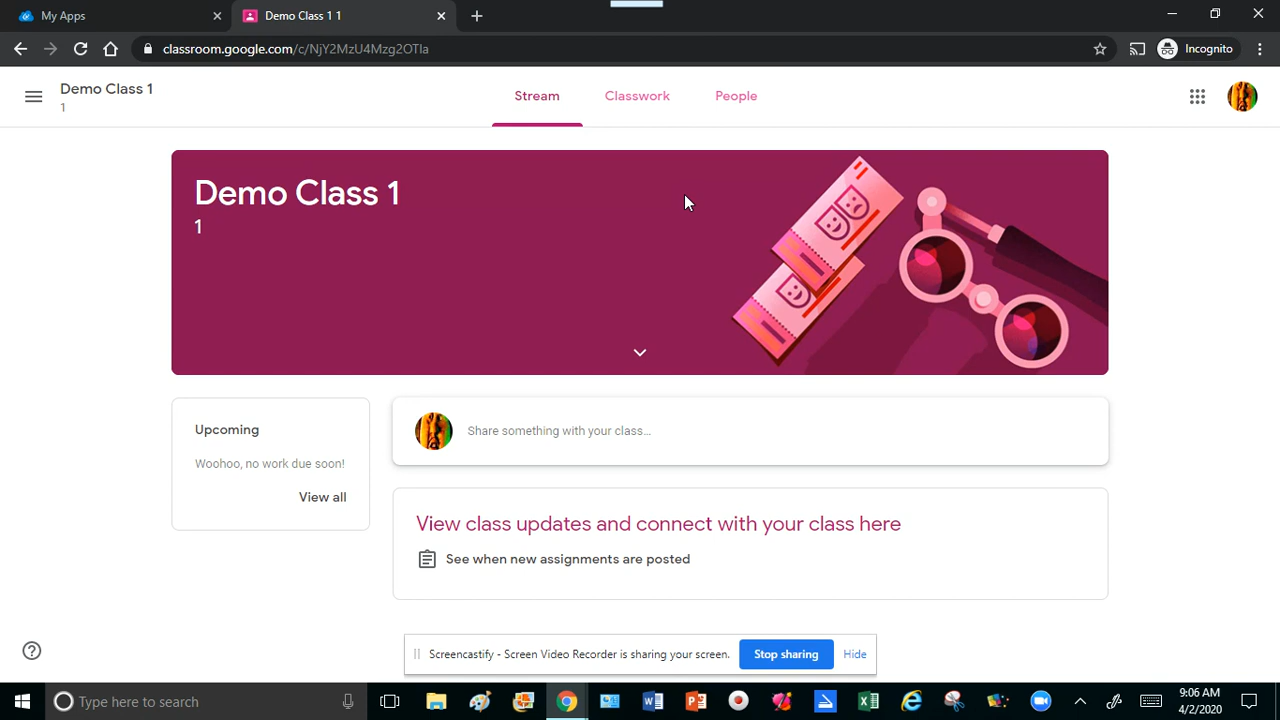 My Apps
Demo Class 1 1
classroom.google.com/c/NjY2MzU4Mzg2OTIa
Incognito
Demo Class 1
1
Stream
Classwork
People
Demo Class 1
1
Upcoming
Woohoo, no work due soon!
View all
Share something with your class...
View class updates and connect with your class here
See when new assignments are posted
Screencastify - Screen Video Recorder is sharing your screen.
Stop sharing
Hide
Type here to search
9:06 AM
4/2/2020